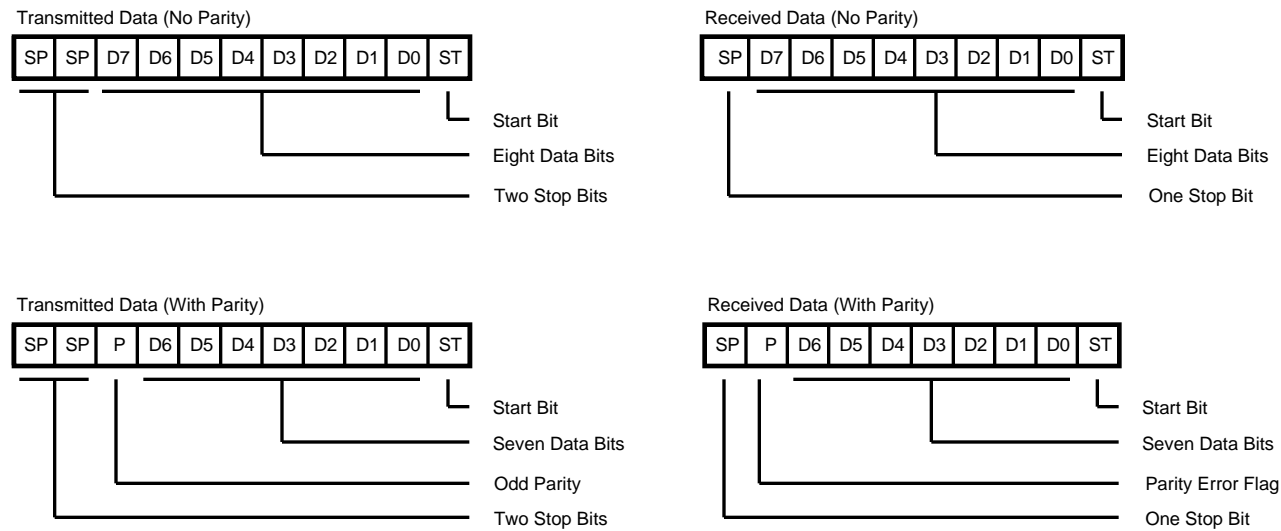 Transmitted Data (No Parity)
SP SP D7 D6 D5 D4 D3 D2 D1 D0 ST
Start Bit
Eight Data Bits
Two Stop Bits
Received Data (No Parity)
SP D7 D6 D5 D4 D3 D2 D1 D0 ST
Start Bit
Eight Data Bits
One Stop Bit
Transmitted Data (With Parity)
SP SP P D6 D5 D4 D3 D2 D1 D0 ST
Start Bit
Seven Data Bits
Odd Parity
Two Stop Bits
Received Data (With Parity)
SP P D6 D5 D4 D3 D2 D1 D0 ST
Start Bit
Seven Data Bits
Parity Error Flag
One Stop Bit